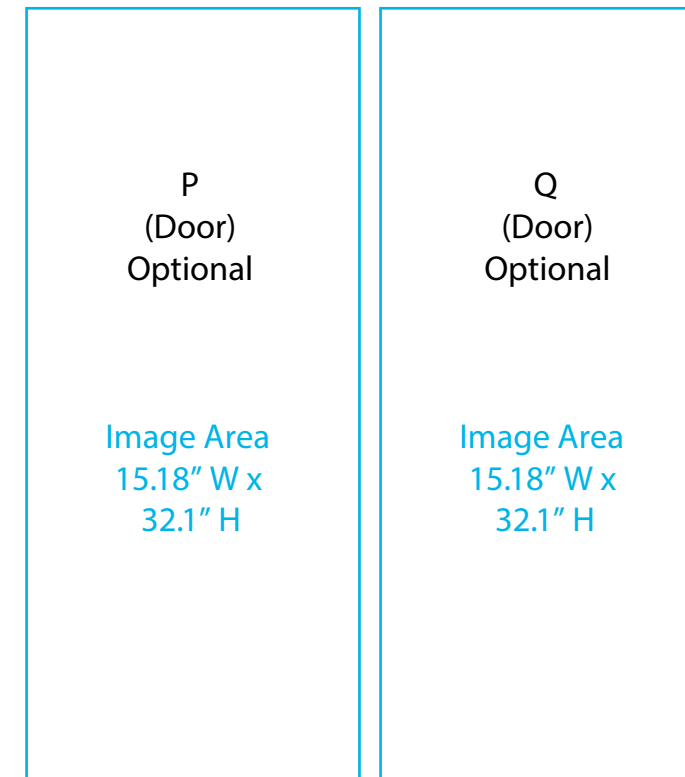 P
(Door)
Optional
Image Area
15.18” W x
32.1” H
Q
(Door)
Optional
Image Area
15.18” W x
32.1” H